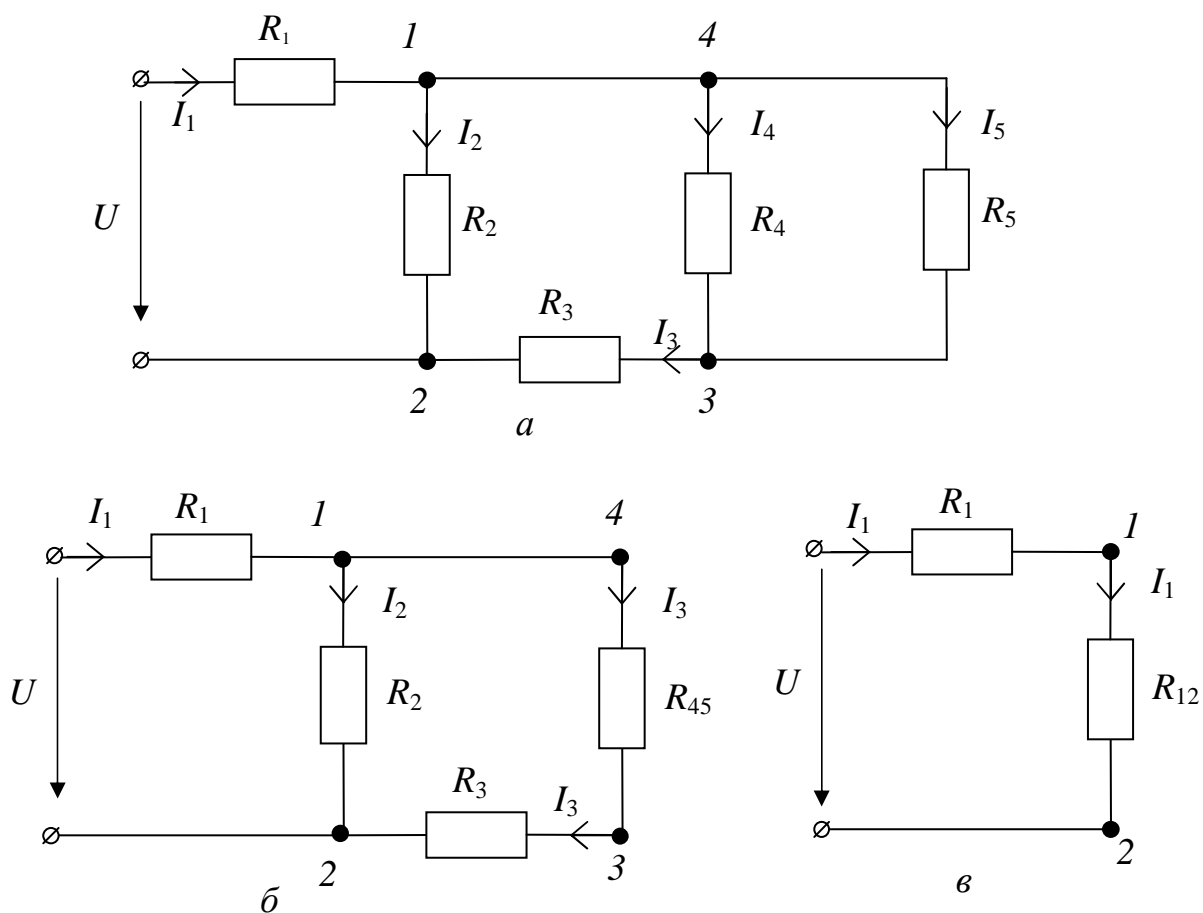 R₁ 1 4
I₁ I₂ I₄ I₅
U R₂ R₄ R₅
R₃ I₃
2 3
а
I₁ R₁ 1 4
I₂ I₃
U R₂ R₄₅
R₃ I₃
2 3
б
I₁ R₁ 1
I₁
U R₁₂
2
в